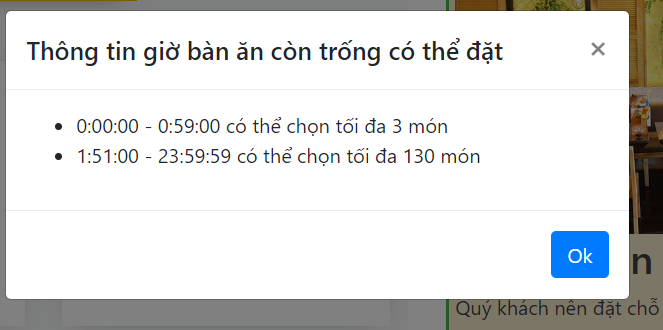 Thông tin giờ bàn ăn còn trống có thể đặt
×
0:00:00 - 0:59:00 có thể chọn tối đa 3 món
1:51:00 - 23:59:59 có thể chọn tối đa 130 món
Ok
n
Quý khách nên đặt chỗ